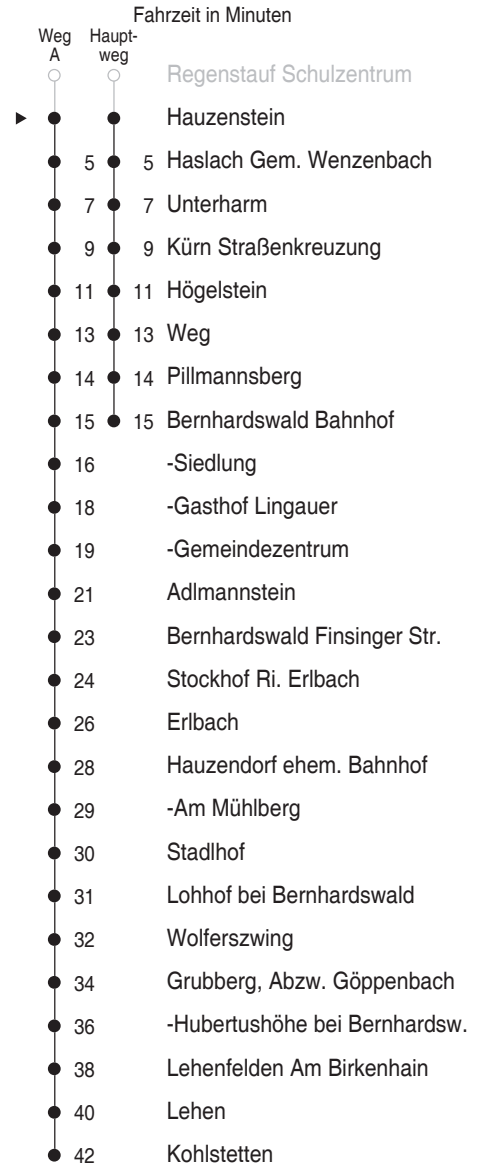 Fahrzeit in Minuten
Weg Haupt-
A weg
Regenstauf Schulzentrum
Hauzenstein
5 5 Haslach Gem. Wenzenbach
7 7 Unterharm
9 9 Kürn Straßenkreuzung
11 11 Högelstein
13 13 Weg
14 14 Pillmannsberg
15 15 Bernhardswald Bahnhof
16 -Siedlung
18 -Gasthof Lingauer
19 -Gemeindezentrum
21 Adlmannstein
23 Bernhardswald Finsinger Str.
24 Stockhof Ri. Erlbach
26 Erlbach
28 Hauzendorf ehem. Bahnhof
29 -Am Mühlberg
30 Stadlhof
31 Lohhof bei Bernhardswald
32 Wolferszwing
34 Grubberg, Abzw. Göppenbach
36 -Hubertushöhe bei Bernhardsw.
38 Lehenfelden Am Birkenhain
40 Lehen
42 Kohlstetten